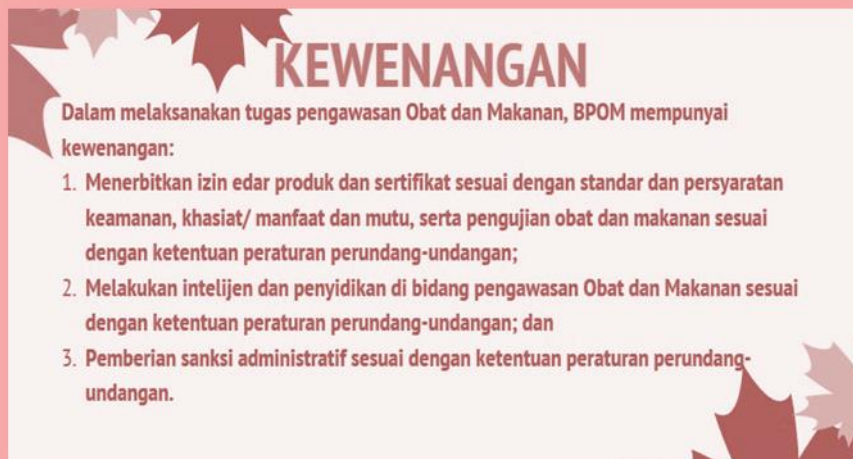 KEWENANGAN
Dalam melaksanakan tugas pengawasan Obat dan Makanan, BPOM mempunyai
kewenangan:
1. Menerbitkan izin edar produk dan sertifikat sesuai dengan standar dan persyaratan
keamanan, khasiat/ manfaat dan mutu, serta pengujian obat dan makanan sesuai
dengan ketentuan peraturan perundang-undangan;
2. Melakukan intelijen dan penyidikan di bidang pengawasan Obat dan Makanan sesuai
dengan ketentuan peraturan perundang-undangan; dan
3. Pemberian sanksi administratif sesuai dengan ketentuan peraturan perundang-
undangan.